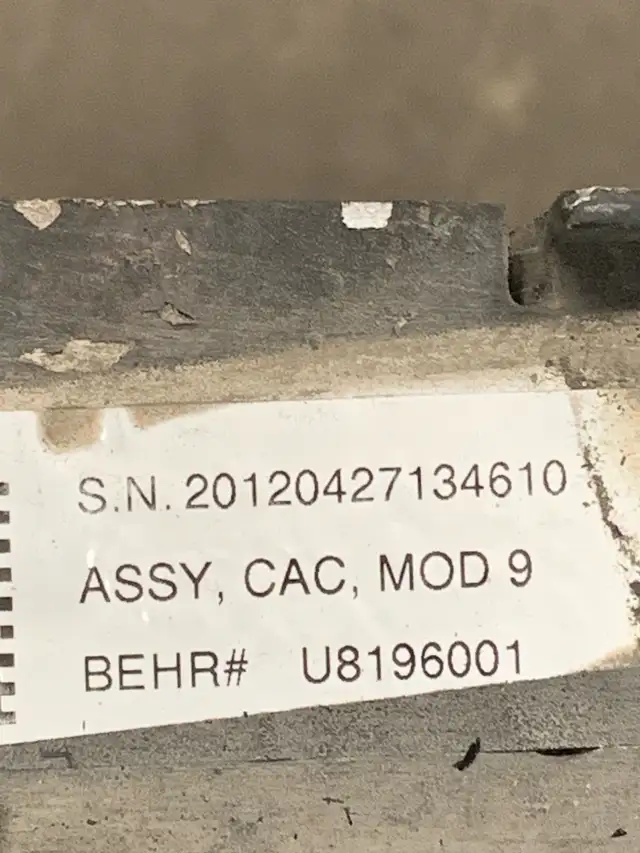 S.N. 20120427134610
ASSY, CAC, MOD 9
BEHR# U8196001